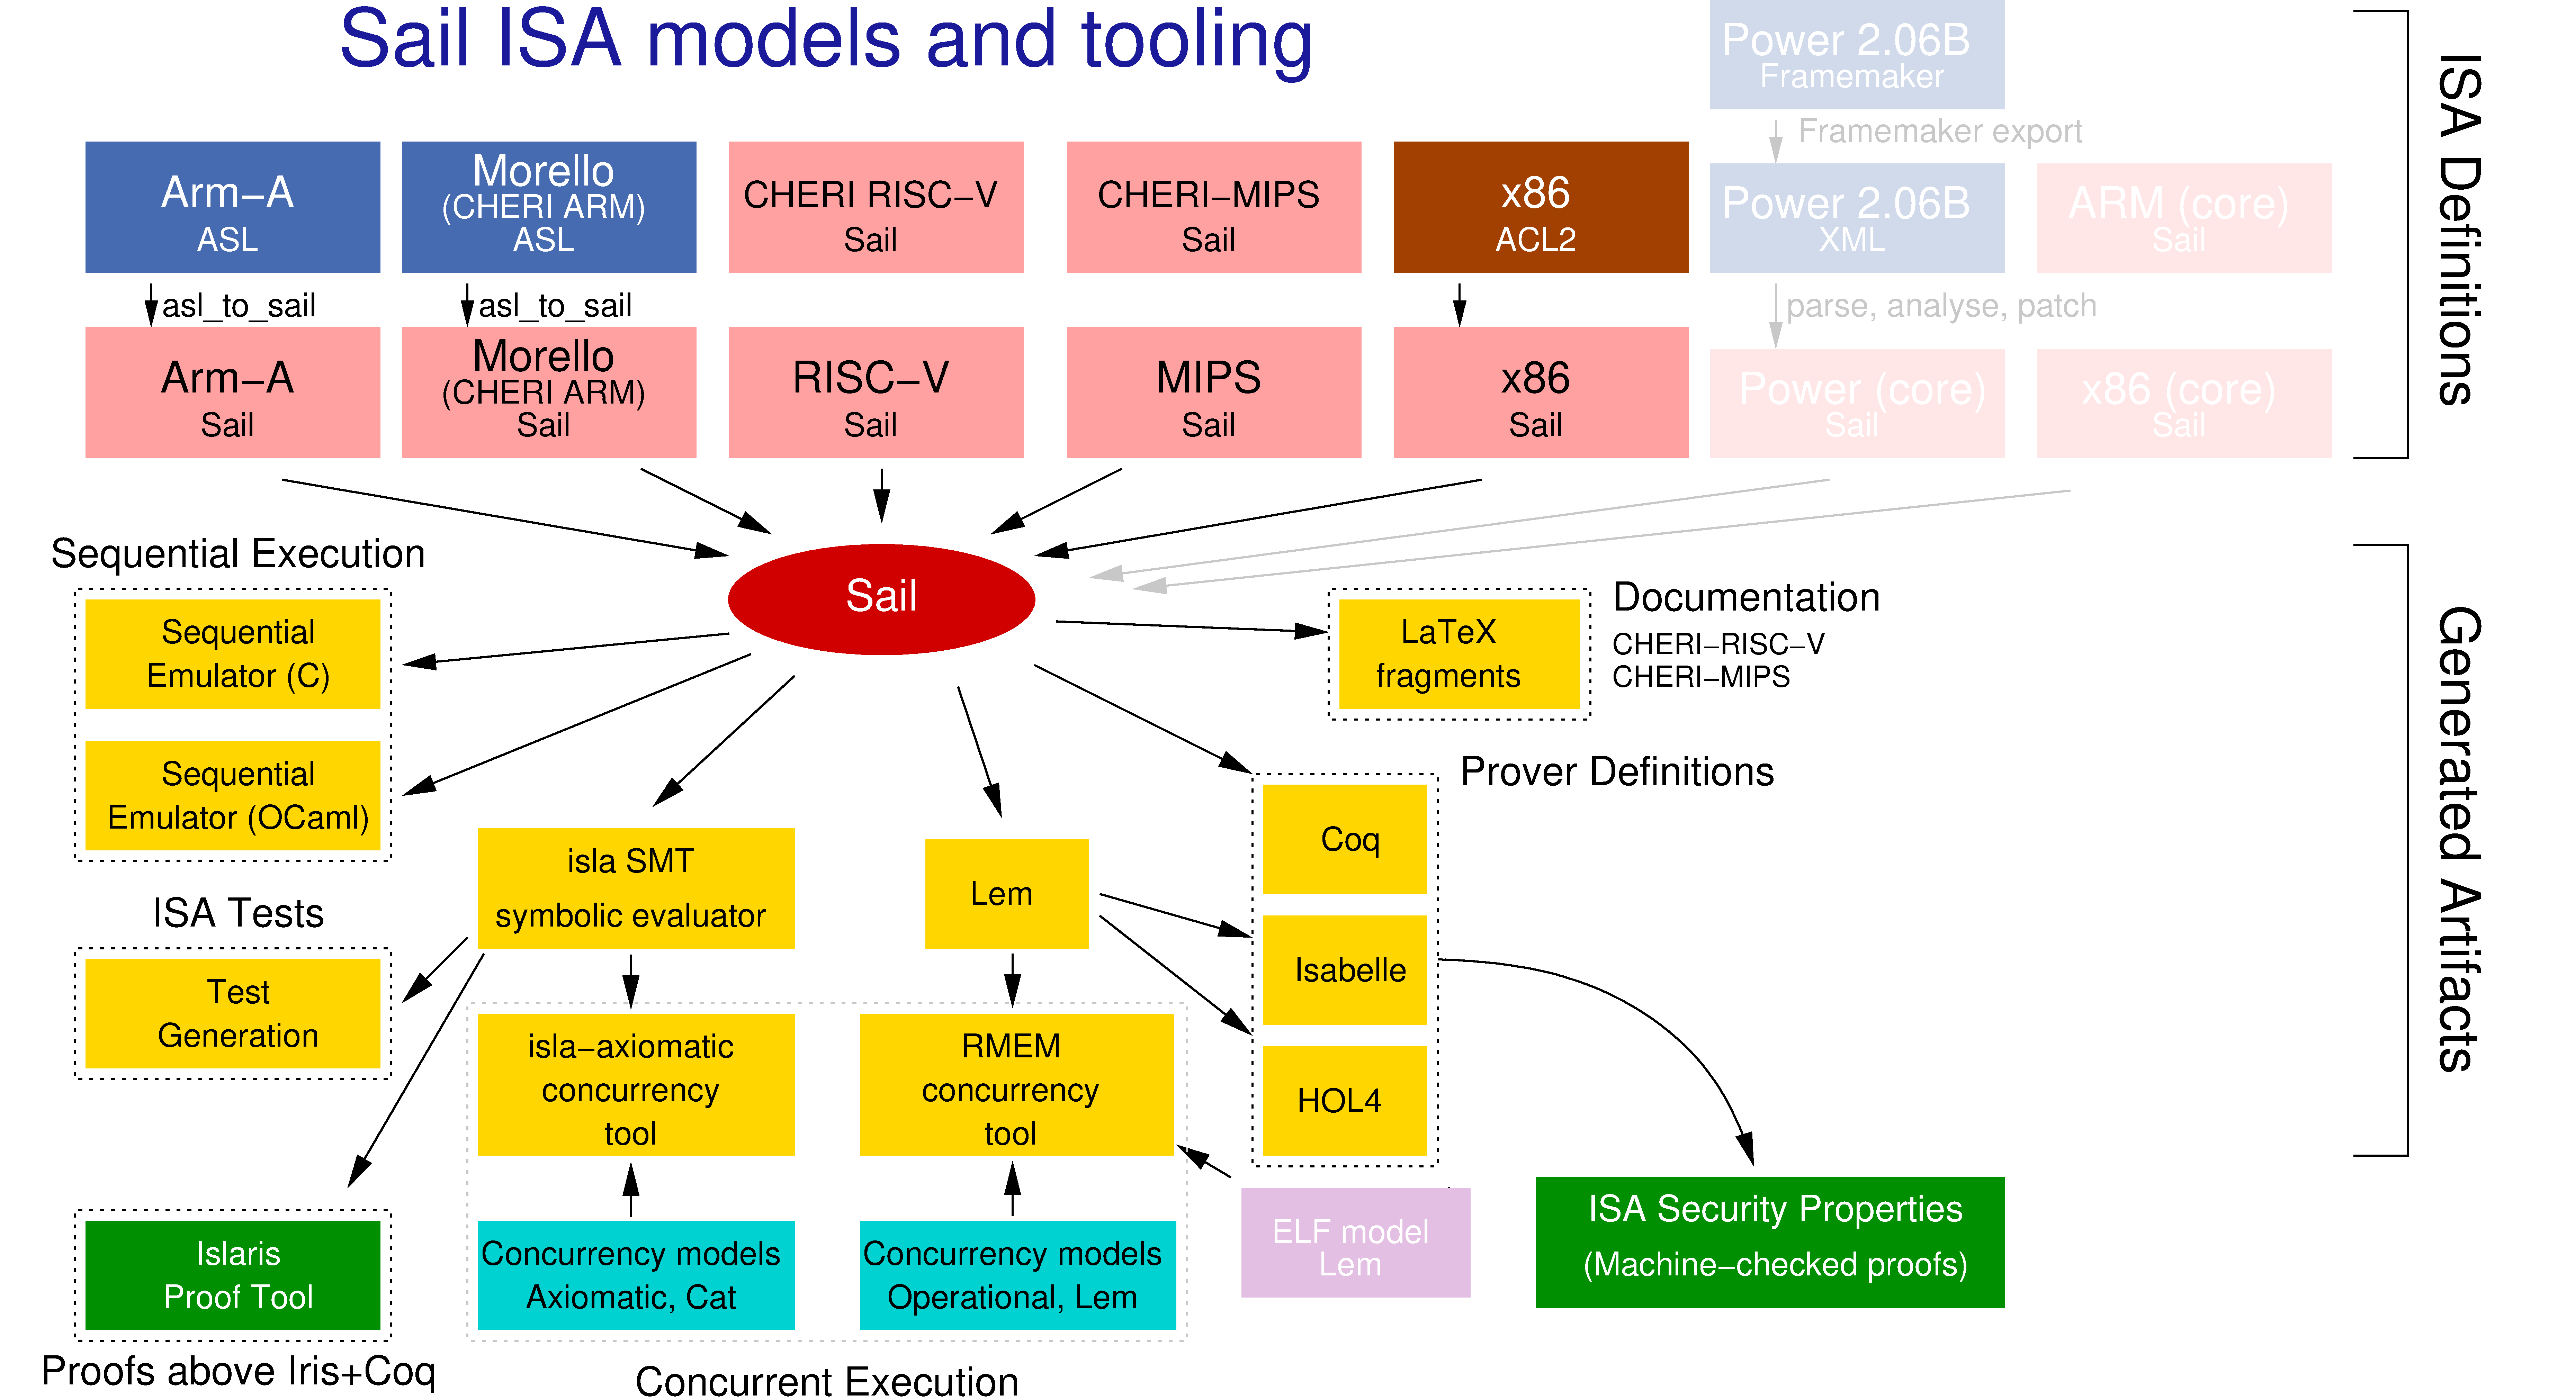 Sail ISA models and tooling
Power 2.06B
Framemaker
Framemaker export
Arm−A
ASL
Morello
(CHERI ARM)
ASL
CHERI RISC−V
Sail
CHERI−MIPS
Sail
x86
ACL2
Power 2.06B
XML
ARM (core)
Sail
asl_to_sail
asl_to_sail
parse, analyse, patch
Arm−A
Sail
Morello
(CHERI ARM)
Sail
RISC−V
Sail
MIPS
Sail
x86
Sail
Power (core)
Sail
x86 (core)
Sail
ISA Definitions
Sail
Sequential Execution
Sequential
Emulator (C)
Sequential
Emulator (OCaml)
LaTeX
fragments
Documentation
CHERI−RISC−V
CHERI−MIPS
Prover Definitions
Coq
Isabelle
HOL4
isla SMT
symbolic evaluator
Lem
ISA Tests
Test
Generation
isla−axiomatic
concurrency
tool
RMEM
concurrency
tool
Generated Artifacts
Islaris
Proof Tool
Proofs above Iris+Coq
Concurrency models
Axiomatic, Cat
Concurrency models
Operational, Lem
Concurrent Execution
ELF model
Lem
ISA Security Properties
(Machine−checked proofs)